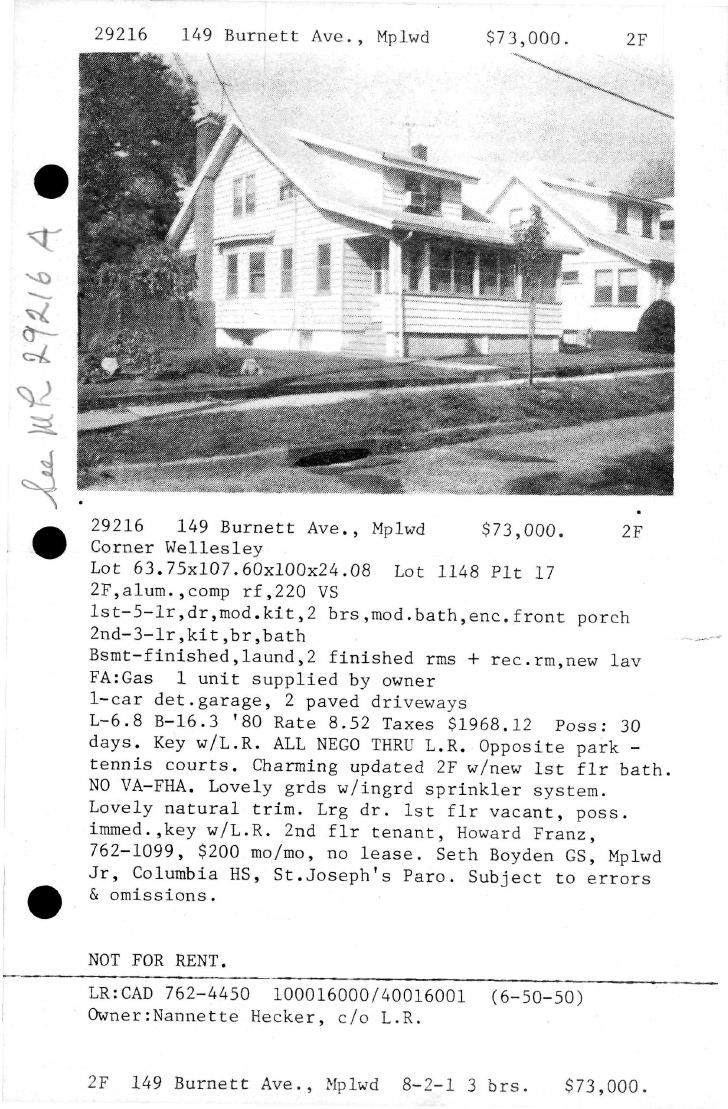 29216   149 Burnett Ave., Mplwd   $73,000.   2F
See MR 29216 A
29216   149 Burnett Ave., Mplwd   $73,000.   2F
Corner Wellesley
Lot 63.75x107.60x100x24.08  Lot 1148 Plt 17
2F,alum.,comp rf,220 VS
1st-5-lr,dr,mod.kit,2 brs,mod.bath,enc.front porch
2nd-3-lr,kit,br,bath
Bsmt-finished,laund,2 finished rms + rec.rm,new lav
FA:Gas  1 unit supplied by owner
1-car det.garage, 2 paved driveways
L-6.8 B-16.3 '80 Rate 8.52 Taxes $1968.12  Poss: 30
days. Key w/L.R. ALL NEGO THRU L.R. Opposite park -
tennis courts. Charming updated 2F w/new 1st flr bath.
NO VA-FHA. Lovely grds w/ingrd sprinkler system.
Lovely natural trim. Lrg dr. 1st flr vacant, poss.
immed.,key w/L.R. 2nd flr tenant, Howard Franz,
762-1099, $200 mo/mo, no lease. Seth Boyden GS, Mplwd
Jr, Columbia HS, St.Joseph's Paro. Subject to errors
& omissions.
NOT FOR RENT.
LR:CAD 762-4450  100016000/40016001  (6-50-50)
Owner:Nannette Hecker, c/o L.R.
2F  149 Burnett Ave., Mplwd  8-2-1 3 brs.   $73,000.